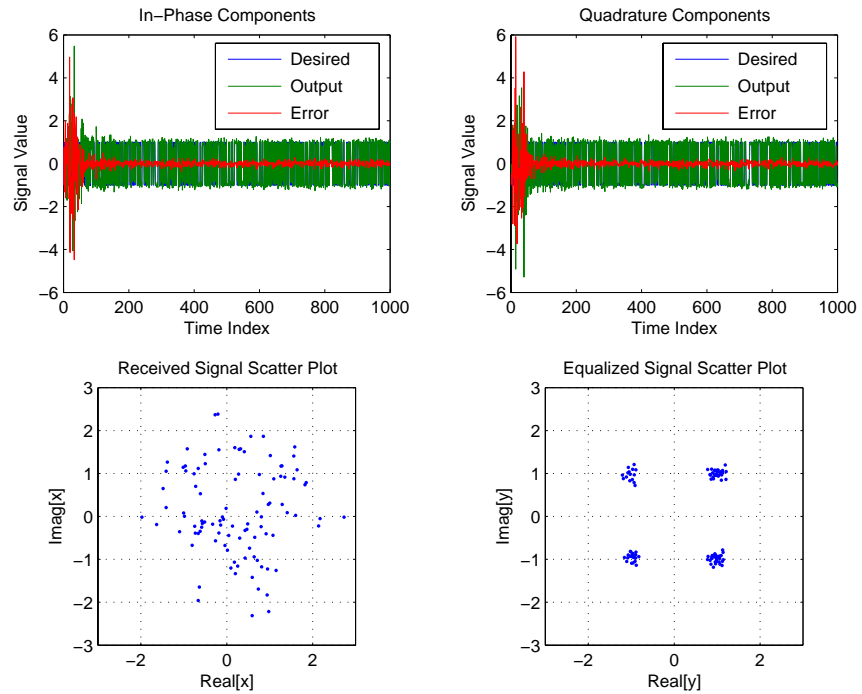 In-Phase Components
6
4
2
0
-2
-4
-6
Signal Value
Desired
Output
Error
0 200 400 600 800 1000
Time Index
Quadrature Components
6
4
2
0
-2
-4
-6
Signal Value
Desired
Output
Error
0 200 400 600 800 1000
Time Index
Received Signal Scatter Plot
3
2
1
0
-1
-2
-3
Imag[x]
-2 0 2
Real[x]
Equalized Signal Scatter Plot
3
2
1
0
-1
-2
-3
Imag[y]
-2 0 2
Real[y]